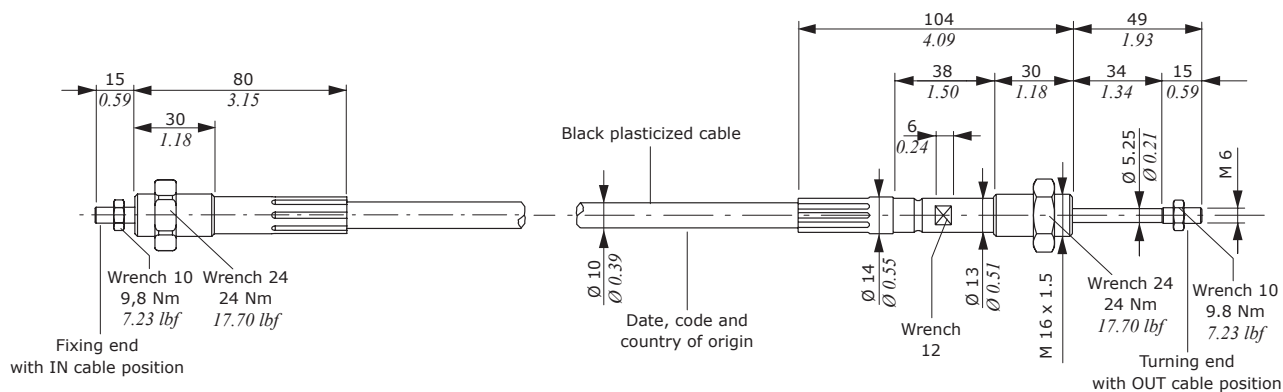 104
4.09
49
1.93
15
0.59
80
3.15
38
1.50
30
1.18
34
1.34
15
0.59
30
1.18
Black plasticized cable
6
0.24
Ø 5.25
Ø 0.21
M 6
Wrench 10
9,8 Nm
7.23 lbf
Wrench 24
24 Nm
17.70 lbf
Fixing end
with IN cable position
Ø 10
Ø 0.39
Date, code and
country of origin
Ø 14
Ø 0.55
Wrench
12
Ø 13
Ø 0.51
M 16 x 1.5
Wrench 24
24 Nm
17.70 lbf
Wrench 10
9.8 Nm
7.23 lbf
Turning end
with OUT cable position